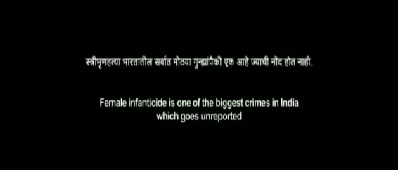 स्त्रीभृणहत्या भारतातील सर्वात मोठ्या गुन्ह्यांपैकी एक आहे ज्याची नोंद होत नाही.
Female infanticide is one of the biggest crimes in India
which goes unreported